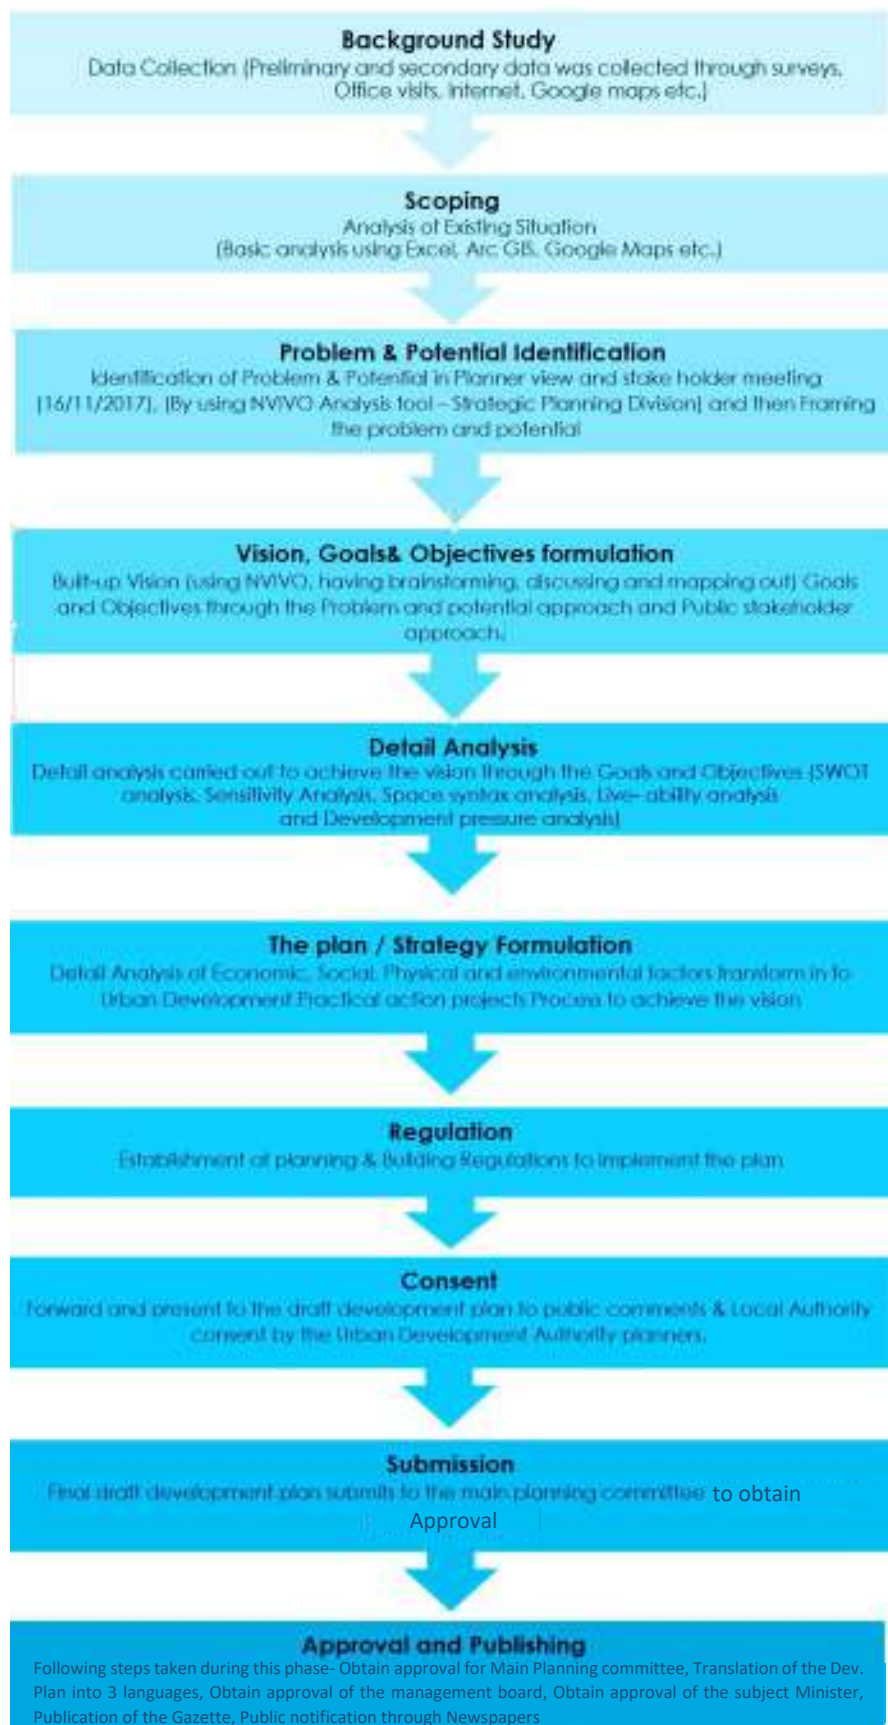 Background Study
Data Collection (Preliminary and secondary data was collected through surveys,
Office visits, Internet, Google maps etc.)
Scoping
Analysis of Existing Situation
(Basic analysis using Excel, Arc GIS, Google Maps etc.)
Problem & Potential Identification
Identification of Problem & Potential in Planner view and stake holder meeting
(16/11/2017), (By using NVIVO Analysis tool – Strategic Planning Division) and then Framing
the problem and potential
Vision, Goals& Objectives formulation
Built-up Vision (using NVIVO, having brainstorming, discussing and mapping out) Goals
and Objectives through the Problem and potential approach and Public stakeholder
approach.
Detail Analysis
Detail analysis carried out to achieve the vision through the Goals and Objectives (SWOT
analysis, Sensitivity Analysis, Space syntax analysis, Live– ability analysis
and Development pressure analysis)
The plan / Strategy Formulation
Detail Analysis of Economic, Social, Physical and environmental factors transform in to
Urban Development Practical action projects Process to achieve the vision
Regulation
Establishment of planning & Building Regulations to implement the plan
Consent
Forward and present to the draft development plan to public comments & Local Authority
consent by the Urban Development Authority planners.
Submission
Final draft development plan submits to the main planning committee to obtain
Approval
Approval and Publishing
Following steps taken during this phase- Obtain approval for Main Planning committee, Translation of the Dev.
Plan into 3 languages, Obtain approval of the management board, Obtain approval of the subject Minister,
Publication of the Gazette, Public notification through Newspapers